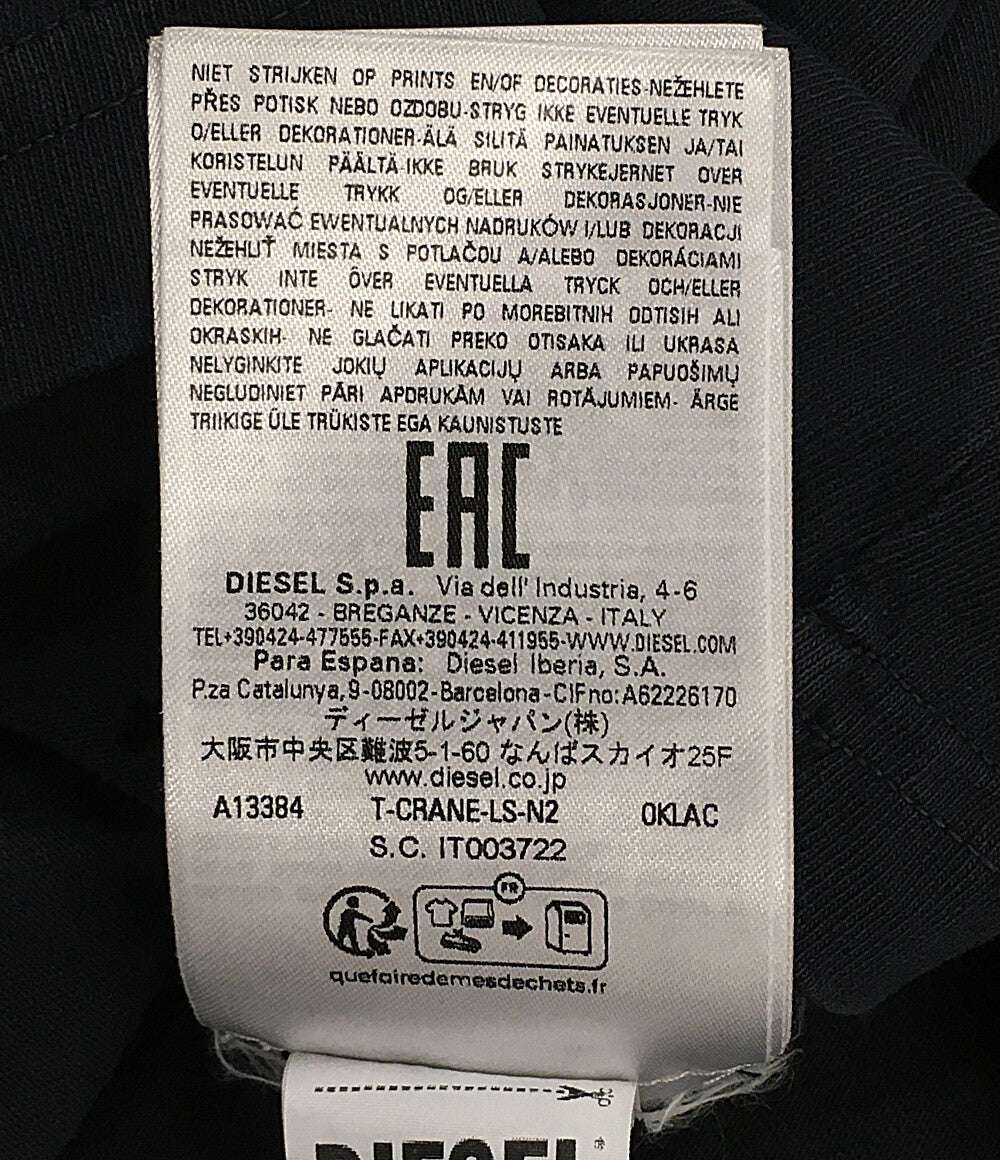 NIET STRIJKEN OP PRINTS EN/OF DECORATIES-NEŽEHLETE
PŘES POTISK NEBO OZDOBU-STRYG IKKE EVENTUELLE TRYK
O/ELLER DEKORATIONER-ÄLÄ SILITÄ PAINATUKSEN JA/TAI
KORISTELUN PÄÄLTÄ-IKKE BRUK STRYKEJERNET OVER
EVENTUELLE TRYKK OG/ELLER DEKORASJONER-NIE
PRASOWAĆ EWENTUALNYCH NADRUKÓW I/LUB DEKORACJI
NEŽEHLIŤ MIESTA S POTLAČOU A/ALEBO DEKORÁCIAMI
STRYK INTE ÖVER EVENTUELLA TRYCK OCH/ELLER
DEKORATIONER- NE LIKATI PO MOREBITNIH ODTISIH ALI
OKRASKIH- NE GLAČATI PREKO OTISAKA ILI UKRASA
NELYGINKITE JOKIŲ APLIKACIJŲ ARBA PAPUOŠIMŲ
NEGLUDINIET PĀRI APDRUKĀM VAI ROTĀJUMIEM- ÄRGE
TRIIKIGE ÜLE TRÜKISTE EGA KAUNISTUSTE
EAC
DIESEL S.p.a. Via dell' Industria, 4-6
36042 - BREGANZE - VICENZA - ITALY
TEL+390424-477555-FAX+390424-411955-WWW.DIESEL.COM
Para Espana: Diesel Iberia, S.A.
P.za Catalunya,9-08002-Barcelona-CIFno:A62226170
ディーゼルジャパン(株)
大阪市中央区難波5-1-60 なんばスカイオ25F
www.diesel.co.jp
A13384 T-CRANE-LS-N2 0KLAC
S.C. IT003722
FR
quefairedemesdechets.fr
DIESEL